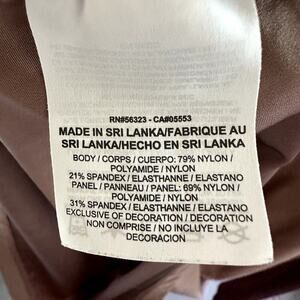 RN#56323 - CA#05553
MADE IN SRI LANKA/FABRIQUE AU
SRI LANKA/HECHO EN SRI LANKA
BODY / CORPS / CUERPO: 79% NYLON /
POLYAMIDE / NYLON
21% SPANDEX / ELASTHANNE / ELASTANO
PANEL / PANNEAU / PANEL: 69% NYLON /
POLYAMIDE / NYLON
31% SPANDEX / ELASTHANNE / ELASTANO
EXCLUSIVE OF DECORATION / DECORATION
NON COMPRISE / NO INCLUYE LA
DECORACION